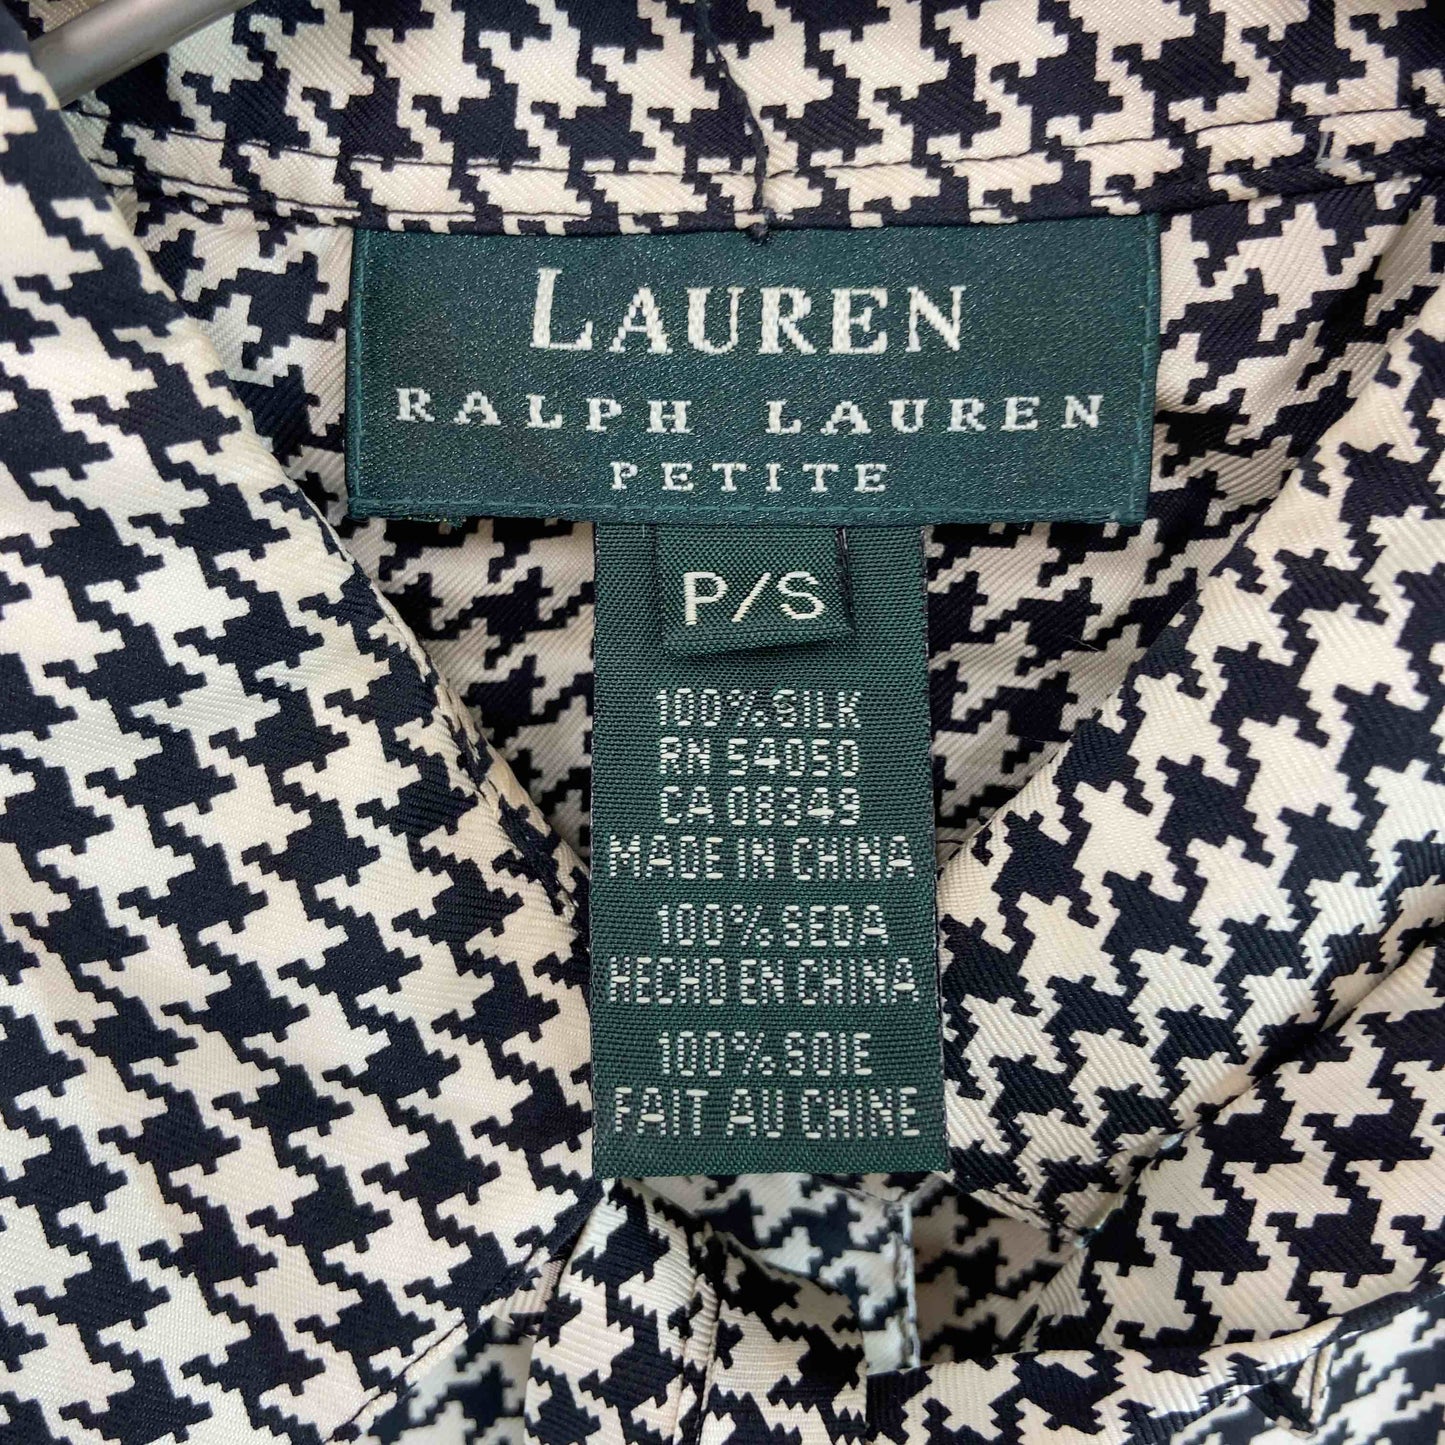 LAUREN
RALPH LAUREN
PETITE
P/S
100% SILK
RN 54050
CA 08349
MADE IN CHINA
100% SEDA
HECHO EN CHINA
100% SOIE
FAIT AU CHINE